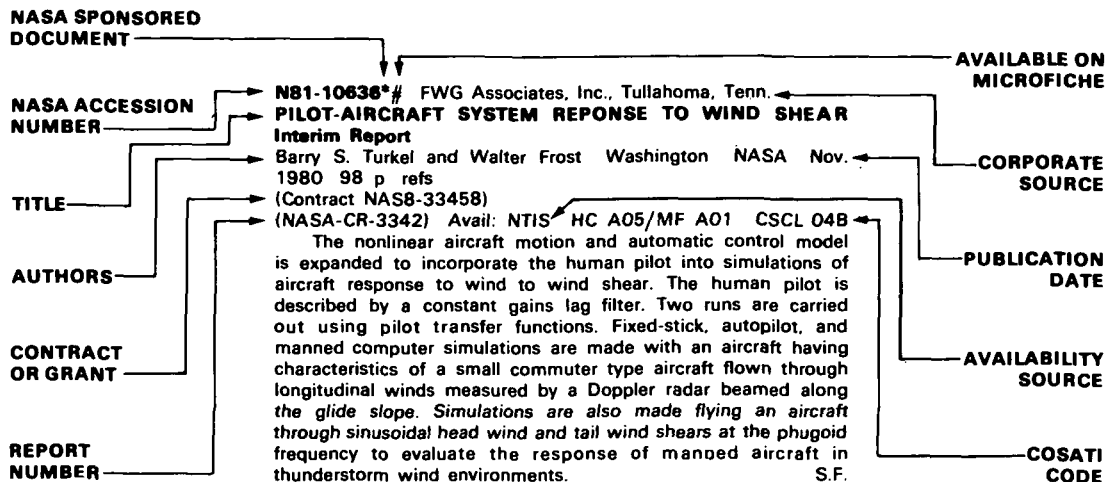 NASA SPONSORED
DOCUMENT
AVAILABLE ON
MICROFICHE
NASA ACCESSION
NUMBER
N81-10636*# FWG Associates, Inc., Tullahoma, Tenn.
PILOT-AIRCRAFT SYSTEM REPONSE TO WIND SHEAR
Interim Report
Barry S. Turkel and Walter Frost Washington NASA Nov.
1980 98 p refs
CORPORATE
SOURCE
TITLE
(Contract NAS8-33458)
(NASA-CR-3342) Avail: NTIS HC A05/MF A01 CSCL 04B
The nonlinear aircraft motion and automatic control model
is expanded to incorporate the human pilot into simulations of
aircraft response to wind to wind shear. The human pilot is
described by a constant gains lag filter. Two runs are carried
out using pilot transfer functions. Fixed-stick, autopilot, and
manned computer simulations are made with an aircraft having
characteristics of a small commuter type aircraft flown through
longitudinal winds measured by a Doppler radar beamed along
the glide slope. Simulations are also made flying an aircraft
through sinusoidal head wind and tail wind shears at the phugoid
frequency to evaluate the response of manned aircraft in
thunderstorm wind environments. S.F.
AUTHORS
PUBLICATION
DATE
CONTRACT
OR GRANT
AVAILABILITY
SOURCE
REPORT
NUMBER
COSATI
CODE